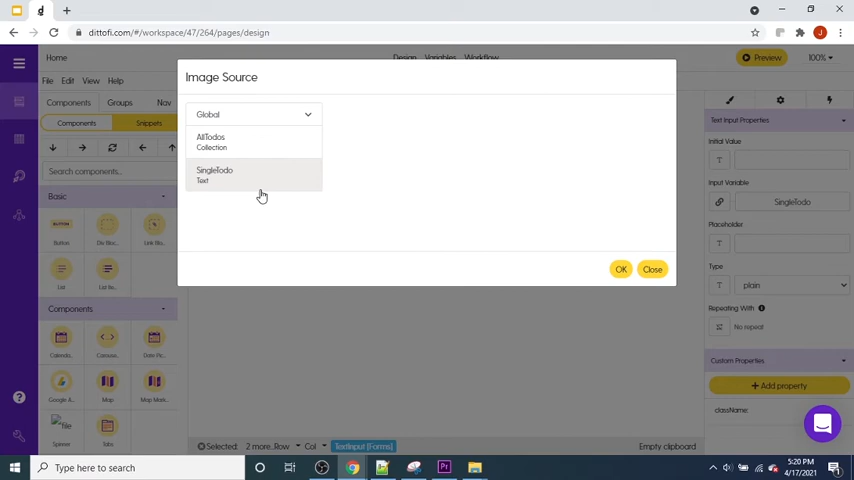 dittofi.com/#/workspace/47/264/pages/design
J
Home
Design Variables Workflow
Preview
100%
File Edit View Help
Components Groups Nav
Components Snippets
Search components...
Basic
Button Div Bloc... Link Blo...
List List Ite...
Components
Calenda... Carouse... Date Pic...
Google A... Map Map Mark...
file
Spinner Tabs
Image Source
Global
AllTodos
Collection
SingleTodo
Text
OK Close
Text Input Properties
Initial Value
T
Input Variable
SingleTodo
Placeholder
T
Type
T plain
Repeating With
No repeat
Custom Properties
+ Add property
className:
Selected: 2 more..Row Col TextInput [Forms] Empty clipboard
Type here to search
5:20 PM
4/17/2021